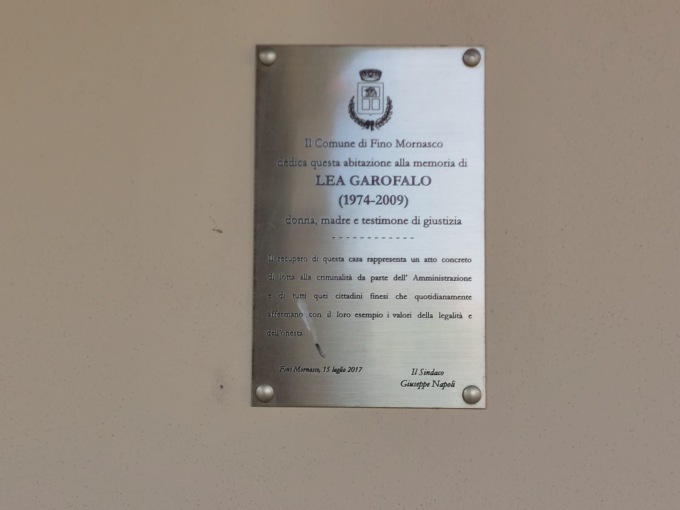 Il Comune di Fino Mornasco
dedica questa abitazione alla memoria di
LEA GAROFALO
(1974-2009)
donna, madre e testimone di giustizia
------------
Il recupero di questa casa rappresenta un atto concreto
di lotta alla criminalità da parte dell' Amministrazione
e di tutti quei cittadini finesi che quotidianamente
affermano con il loro esempio i valori della legalità e
dell'onestà
Fino Mornasco, 15 luglio 2017
Il Sindaco
Giuseppe Napoli